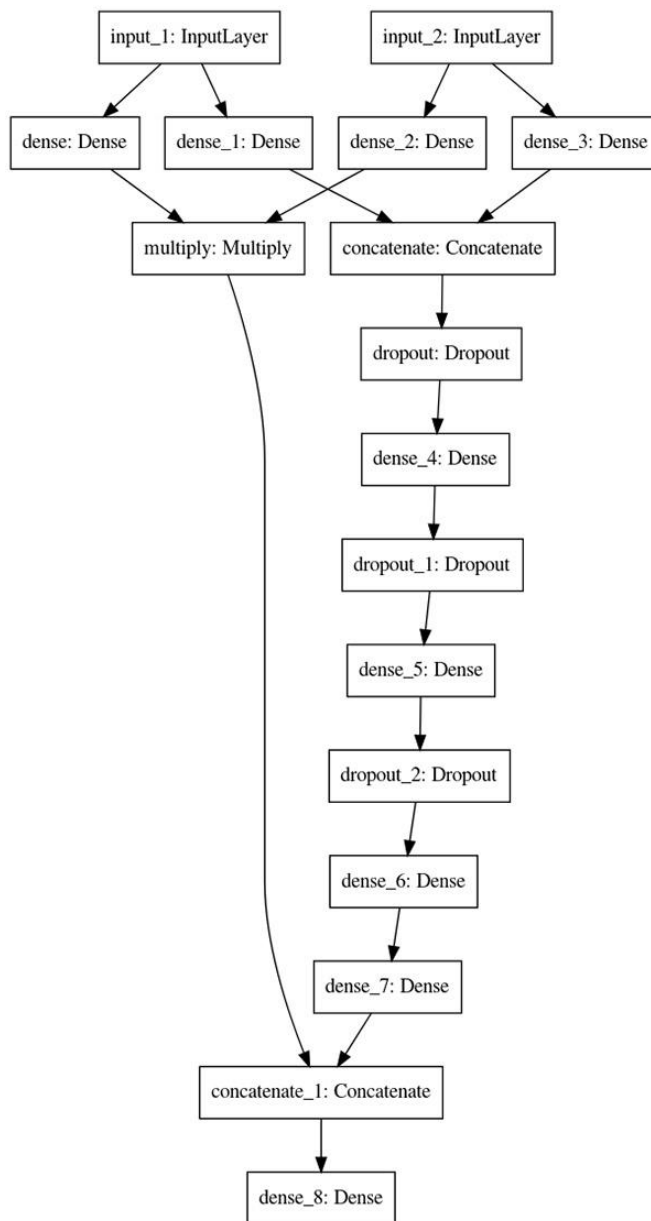 input_1: InputLayer
input_2: InputLayer
dense: Dense
dense_1: Dense
dense_2: Dense
dense_3: Dense
multiply: Multiply
concatenate: Concatenate
dropout: Dropout
dense_4: Dense
dropout_1: Dropout
dense_5: Dense
dropout_2: Dropout
dense_6: Dense
dense_7: Dense
concatenate_1: Concatenate
dense_8: Dense